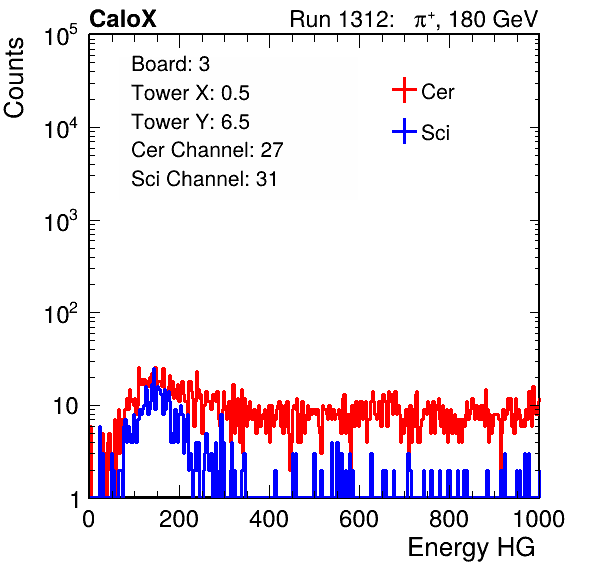 CaloX Run 1312: π⁺, 180 GeV
Counts
Board: 3
Tower X: 0.5
Tower Y: 6.5
Cer Channel: 27
Sci Channel: 31
Cer
Sci
10⁵
10⁴
10³
10²
10
1
0 200 400 600 800 1000
Energy HG